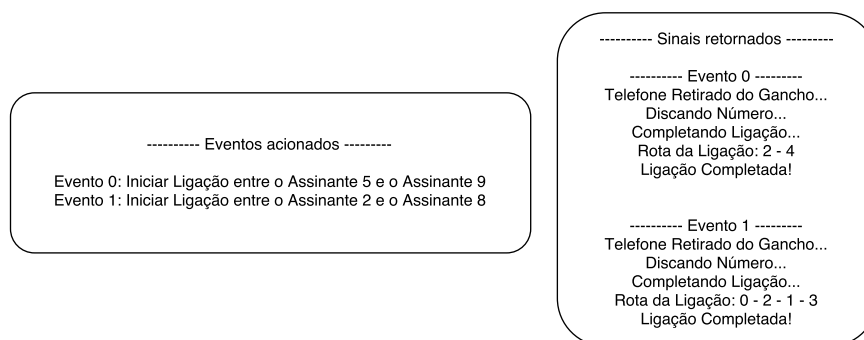 ---------- Eventos acionados ---------
Evento 0: Iniciar Ligação entre o Assinante 5 e o Assinante 9
Evento 1: Iniciar Ligação entre o Assinante 2 e o Assinante 8
---------- Sinais retornados ---------
---------- Evento 0 ---------
Telefone Retirado do Gancho...
Discando Número...
Completando Ligação...
Rota da Ligação: 2 - 4
Ligação Completada!
---------- Evento 1 ---------
Telefone Retirado do Gancho...
Discando Número...
Completando Ligação...
Rota da Ligação: 0 - 2 - 1 - 3
Ligação Completada!